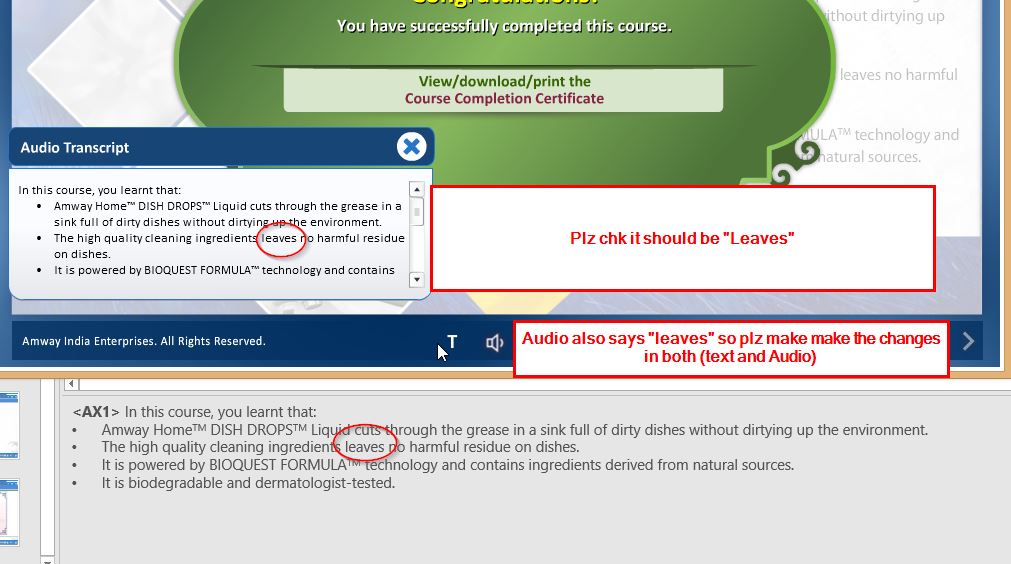 Congratulations!
You have successfully completed this course.
ithout dirtying up
View/download/print the
Course Completion Certificate
leaves no harmful
MULA™ technology and
natural sources.
Audio Transcript
In this course, you learnt that:
• Amway Home™ DISH DROPS™ Liquid cuts through the grease in a
sink full of dirty dishes without dirtying up the environment.
• The high quality cleaning ingredients leaves no harmful residue
on dishes.
• It is powered by BIOQUEST FORMULA™ technology and contains
Plz chk it should be "Leaves"
Amway India Enterprises. All Rights Reserved.
T
Audio also says "leaves" so plz make make the changes
in both (text and Audio)
<AX1> In this course, you learnt that:
• Amway Home™ DISH DROPS™ Liquid cuts through the grease in a sink full of dirty dishes without dirtying up the environment.
• The high quality cleaning ingredients leaves no harmful residue on dishes.
• It is powered by BIOQUEST FORMULA™ technology and contains ingredients derived from natural sources.
• It is biodegradable and dermatologist-tested.